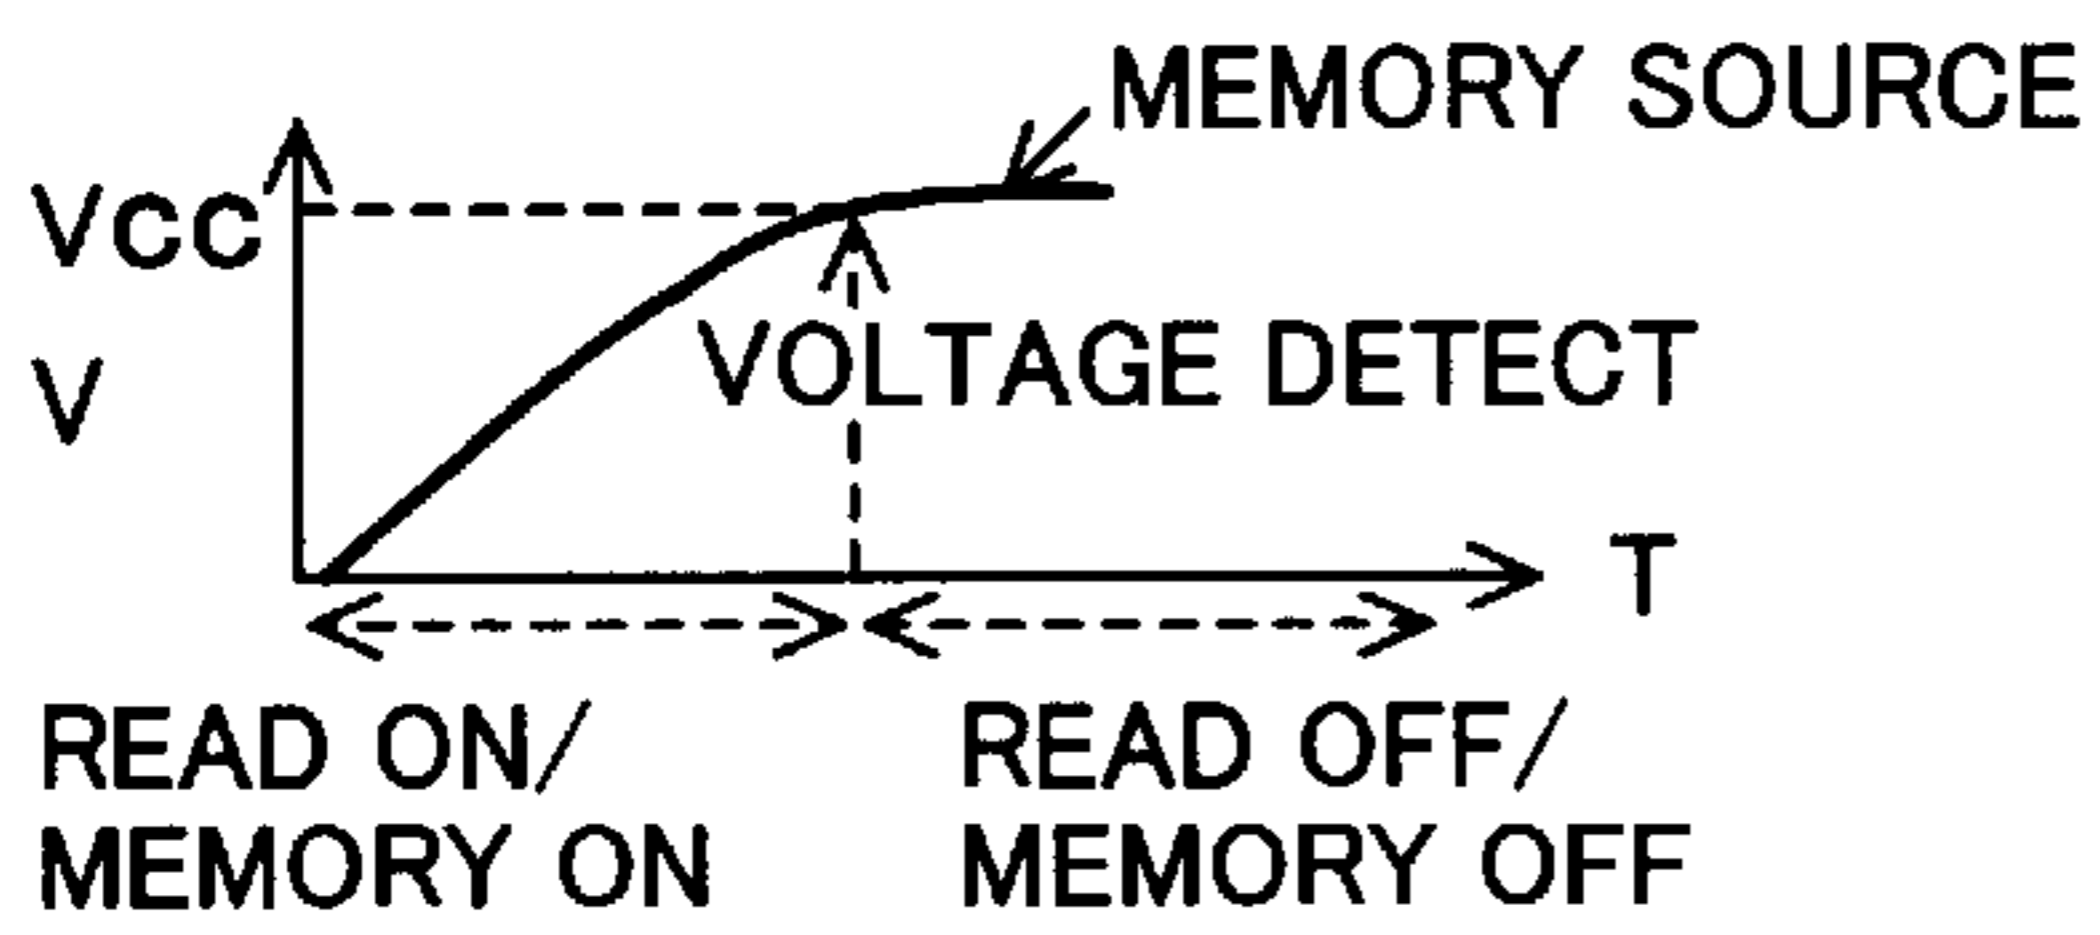 MEMORY SOURCE
VCC
V
VOLTAGE DETECT
T
READ ON/
MEMORY ON
READ OFF/
MEMORY OFF